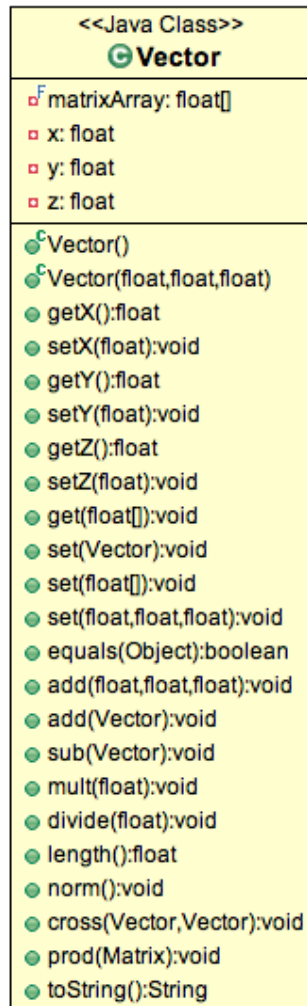 <<Java Class>>
C Vector
F matrixArray: float[]
x: float
y: float
z: float
C Vector()
C Vector(float,float,float)
getX():float
setX(float):void
getY():float
setY(float):void
getZ():float
setZ(float):void
get(float[]):void
set(Vector):void
set(float[]):void
set(float,float,float):void
equals(Object):boolean
add(float,float,float):void
add(Vector):void
sub(Vector):void
mult(float):void
divide(float):void
length():float
norm():void
cross(Vector,Vector):void
prod(Matrix):void
toString():String